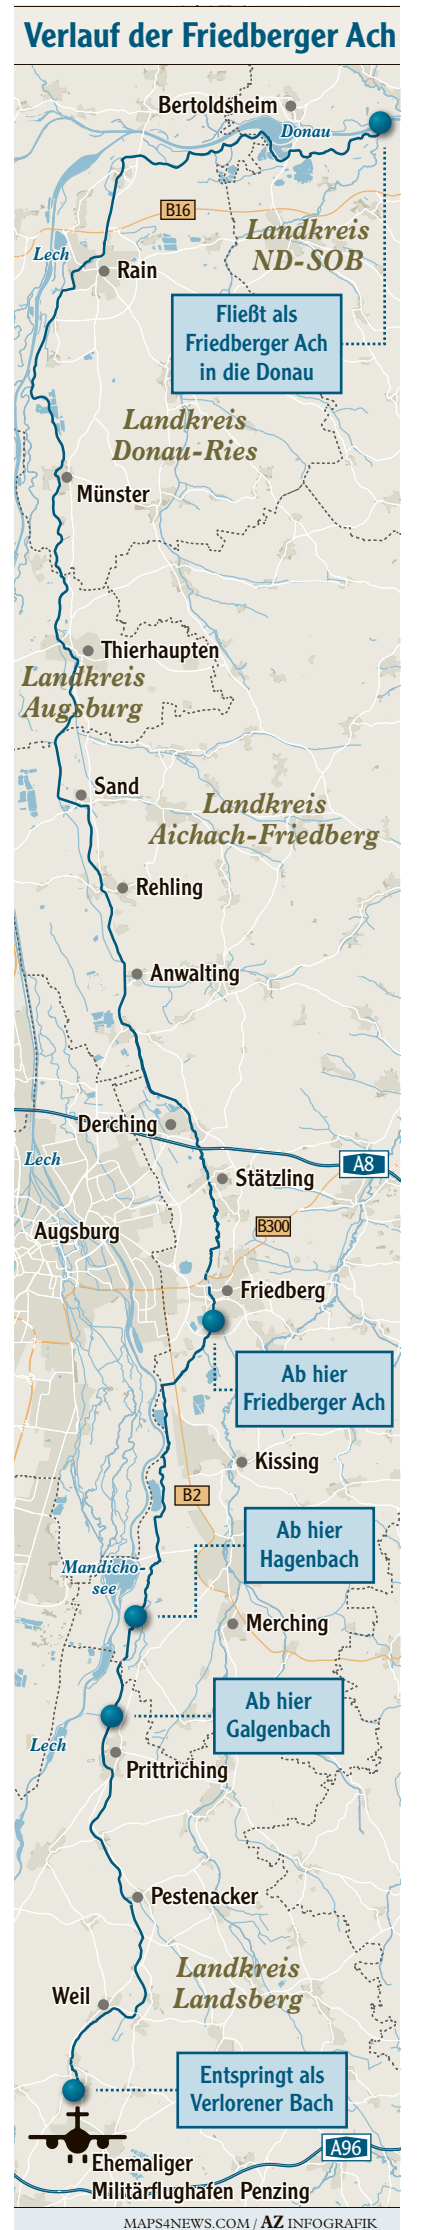 Verlauf der Friedberger Ach
Bertoldsheim
Donau
B16
Landkreis
ND-SOB
Lech
Rain
Fließt als
Friedberger Ach
in die Donau
Landkreis
Donau-Ries
Münster
Thierhaupten
Landkreis
Augsburg
Sand
Landkreis
Aichach-Friedberg
Rehling
Anwalting
Derching
Lech
A8
Stätzling
Augsburg
B300
Friedberg
Ab hier
Friedberger Ach
Kissing
B2
Ab hier
Hagenbach
Mandicho-
see
Merching
Ab hier
Galgenbach
Lech
Prittriching
Pestenacker
Landkreis
Landsberg
Weil
Entspringt als
Verlorener Bach
A96
Ehemaliger
Militärflughafen Penzing
MAPS4NEWS.COM / AZ INFOGRAFIK